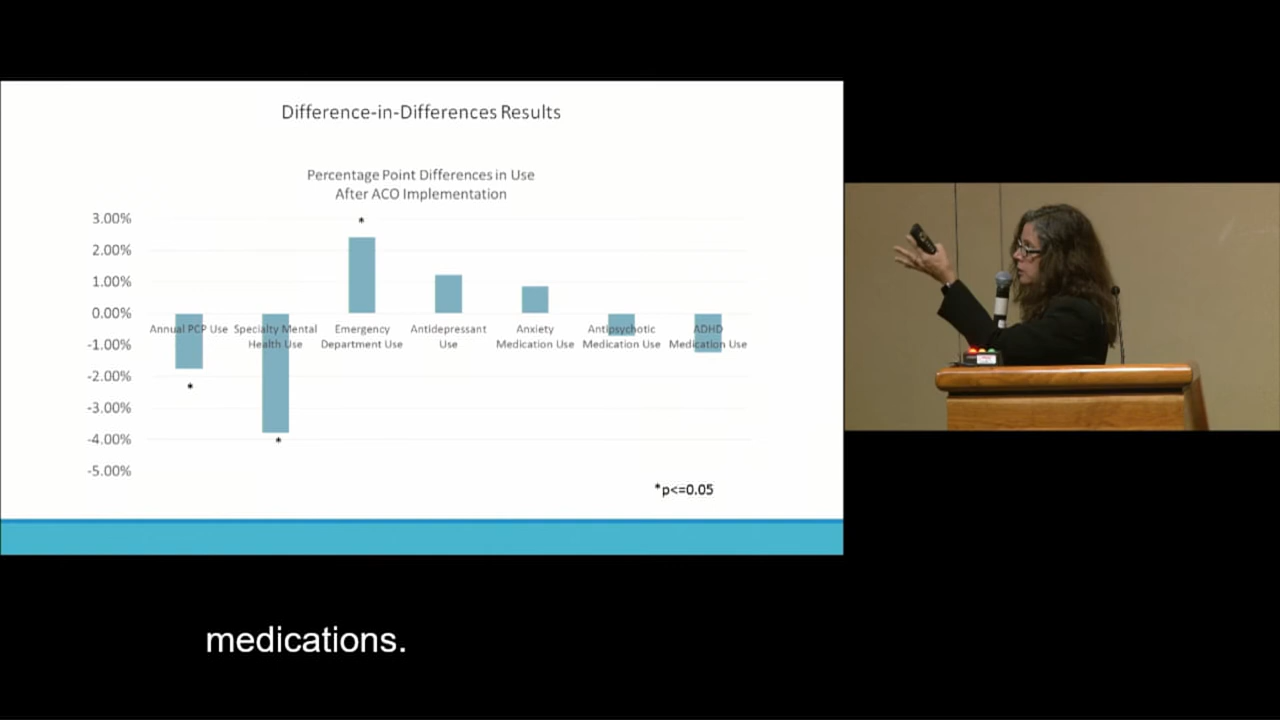 Difference-in-Differences Results
Percentage Point Differences in Use
After ACO Implementation
3.00%
2.00%
1.00%
0.00%
-1.00%
-2.00%
-3.00%
-4.00%
-5.00%
*
Annual PCP Use
*
Specialty Mental
Health Use
*
Emergency
Department Use
Antidepressant
Use
Anxiety
Medication Use
Antipsychotic
Medication Use
ADHD
Medication Use
*p<=0.05
medications.